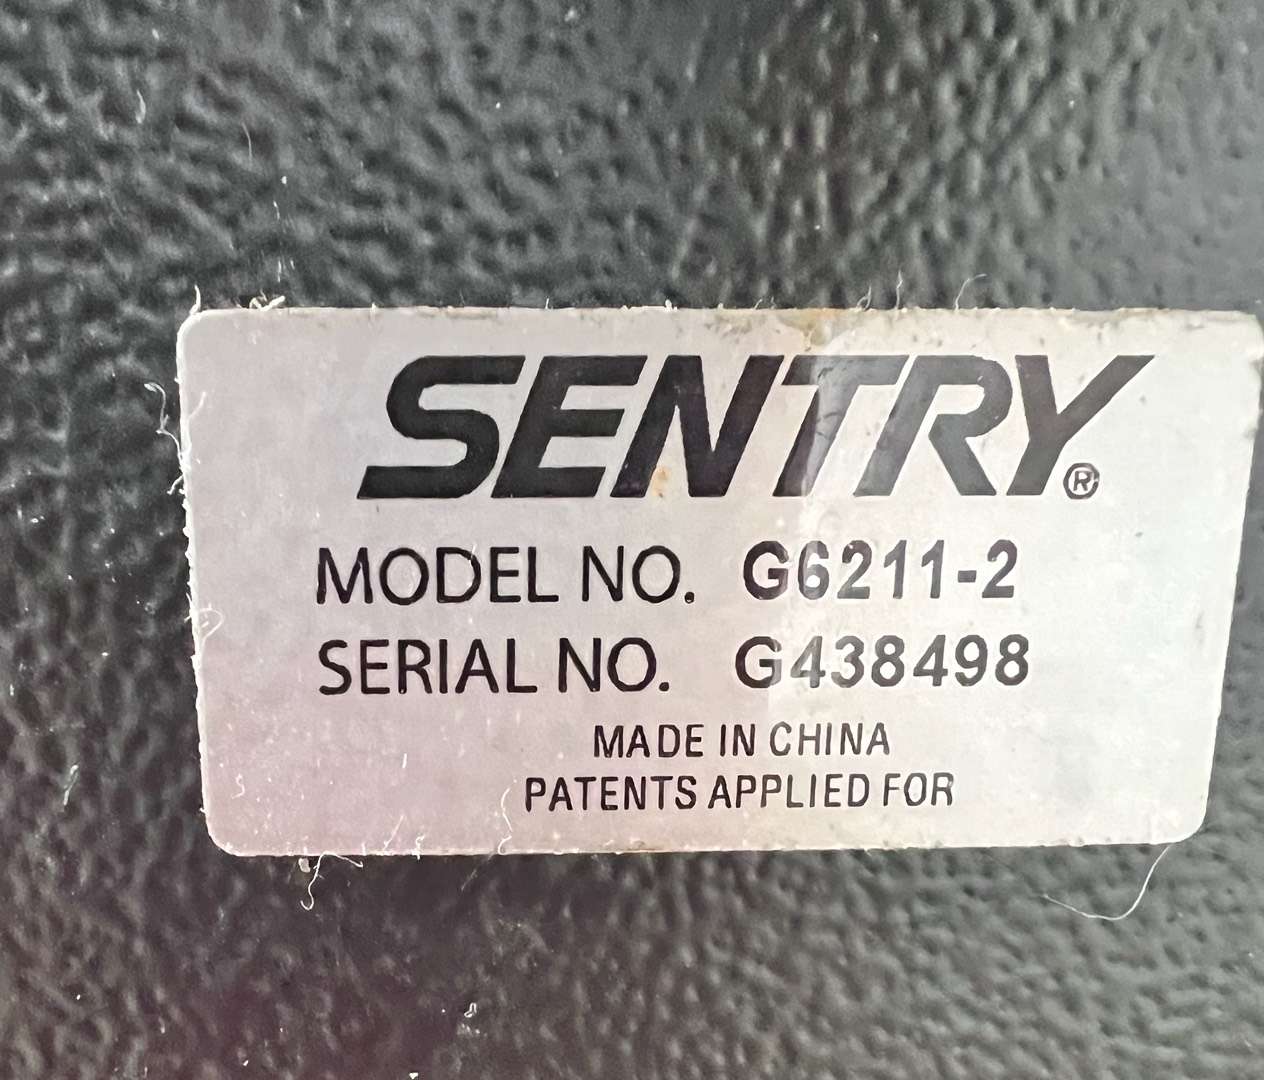 SENTRY®
MODEL NO. G6211-2
SERIAL NO. G438498
MADE IN CHINA
PATENTS APPLIED FOR